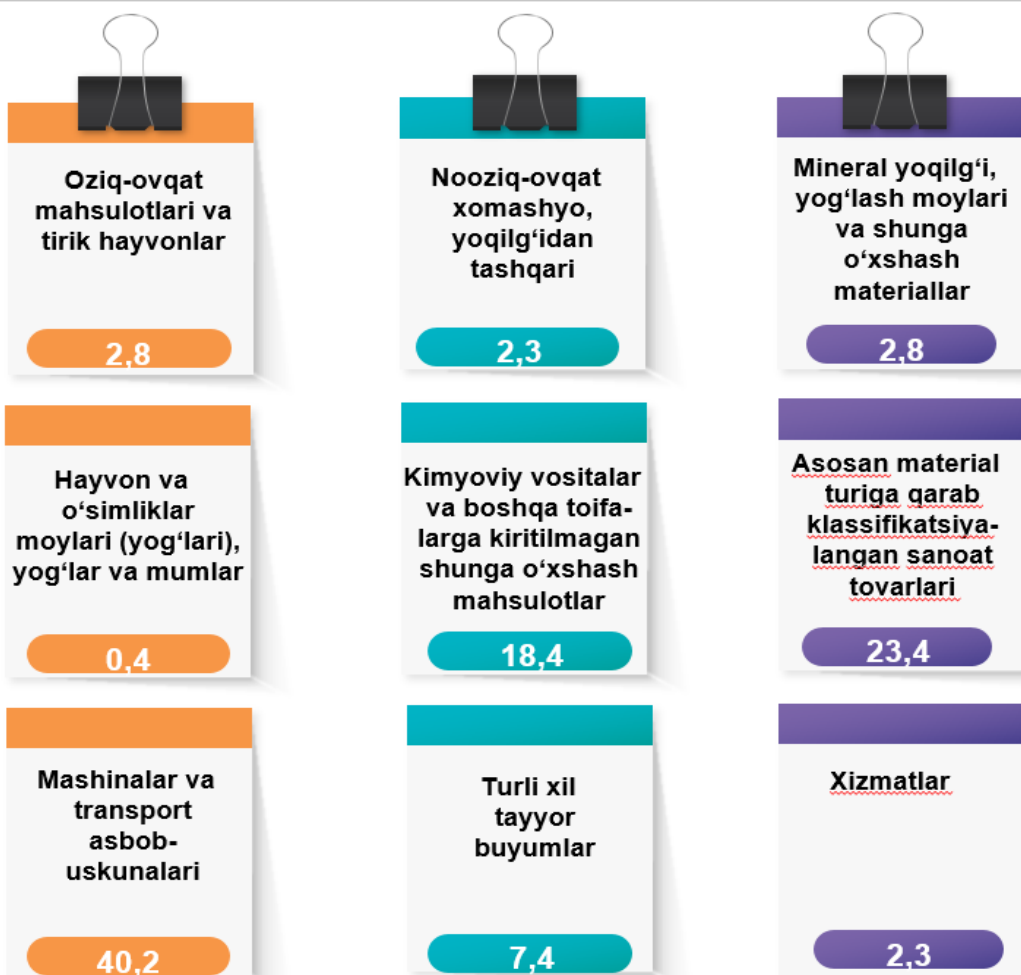 Oziq-ovqat
mahsulotlari va
tirik hayvonlar
2,8
Nooziq-ovqat
xomashyo,
yoqilg‘idan
tashqari
2,3
Mineral yoqilg‘i,
yog‘lash moylari
va shunga
o‘xshash
materiallar
2,8
Hayvon va
o‘simliklar
moylari (yog‘lari),
yog‘lar va mumlar
0,4
Kimyoviy vositalar
va boshqa toifa-
larga kiritilmagan
shunga o‘xshash
mahsulotlar
18,4
Asosan material
turiga qarab
klassifikatsiya-
langan sanoat
tovarlari
23,4
Mashinalar va
transport
asbob-
uskunalari
40,2
Turli xil
tayyor
buyumlar
7,4
Xizmatlar
2,3